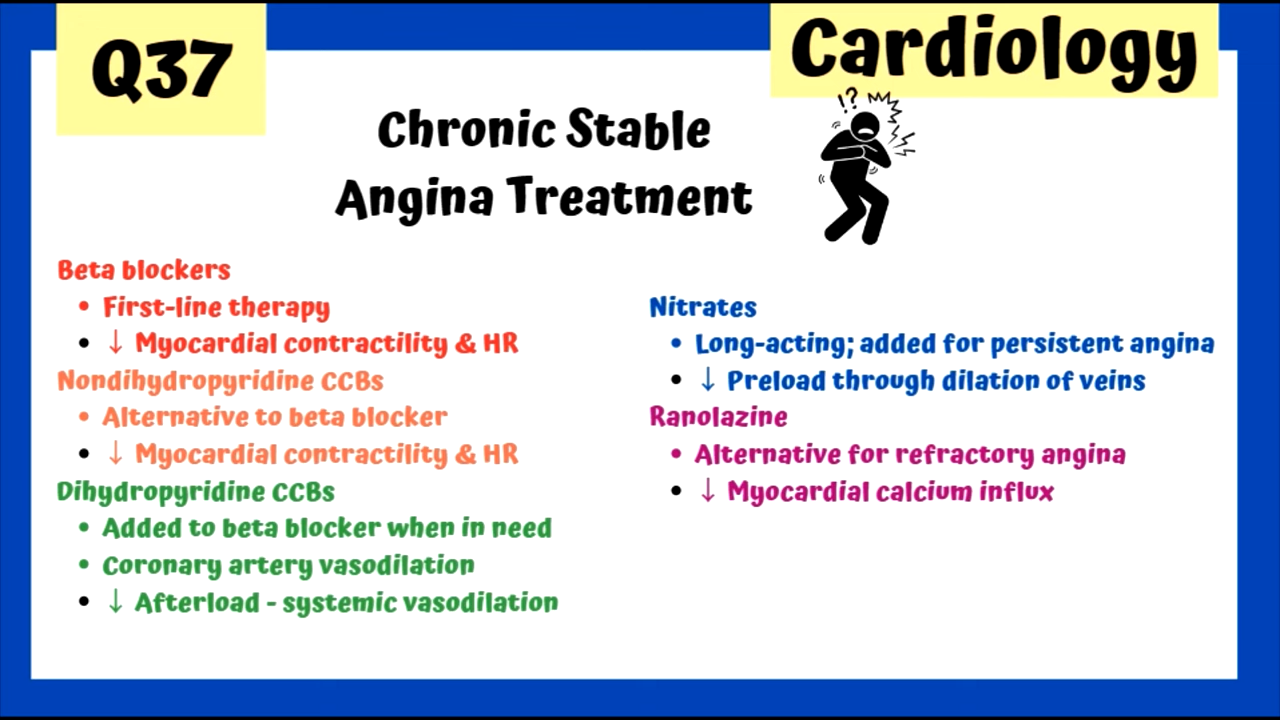 Q37
Cardiology
!?
Chronic Stable
Angina Treatment
Beta blockers
• First-line therapy
• ↓ Myocardial contractility & HR
Nondihydropyridine CCBs
• Alternative to beta blocker
• ↓ Myocardial contractility & HR
Dihydropyridine CCBs
• Added to beta blocker when in need
• Coronary artery vasodilation
• ↓ Afterload - systemic vasodilation
Nitrates
• Long-acting; added for persistent angina
• ↓ Preload through dilation of veins
Ranolazine
• Alternative for refractory angina
• ↓ Myocardial calcium influx